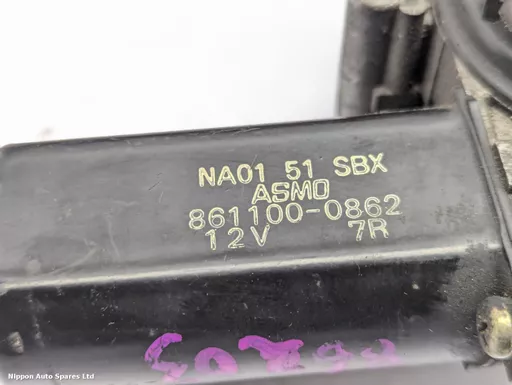 NA01 51 SBX
ASMO
861100-0862
12V 7R
Nippon Auto Spares Ltd